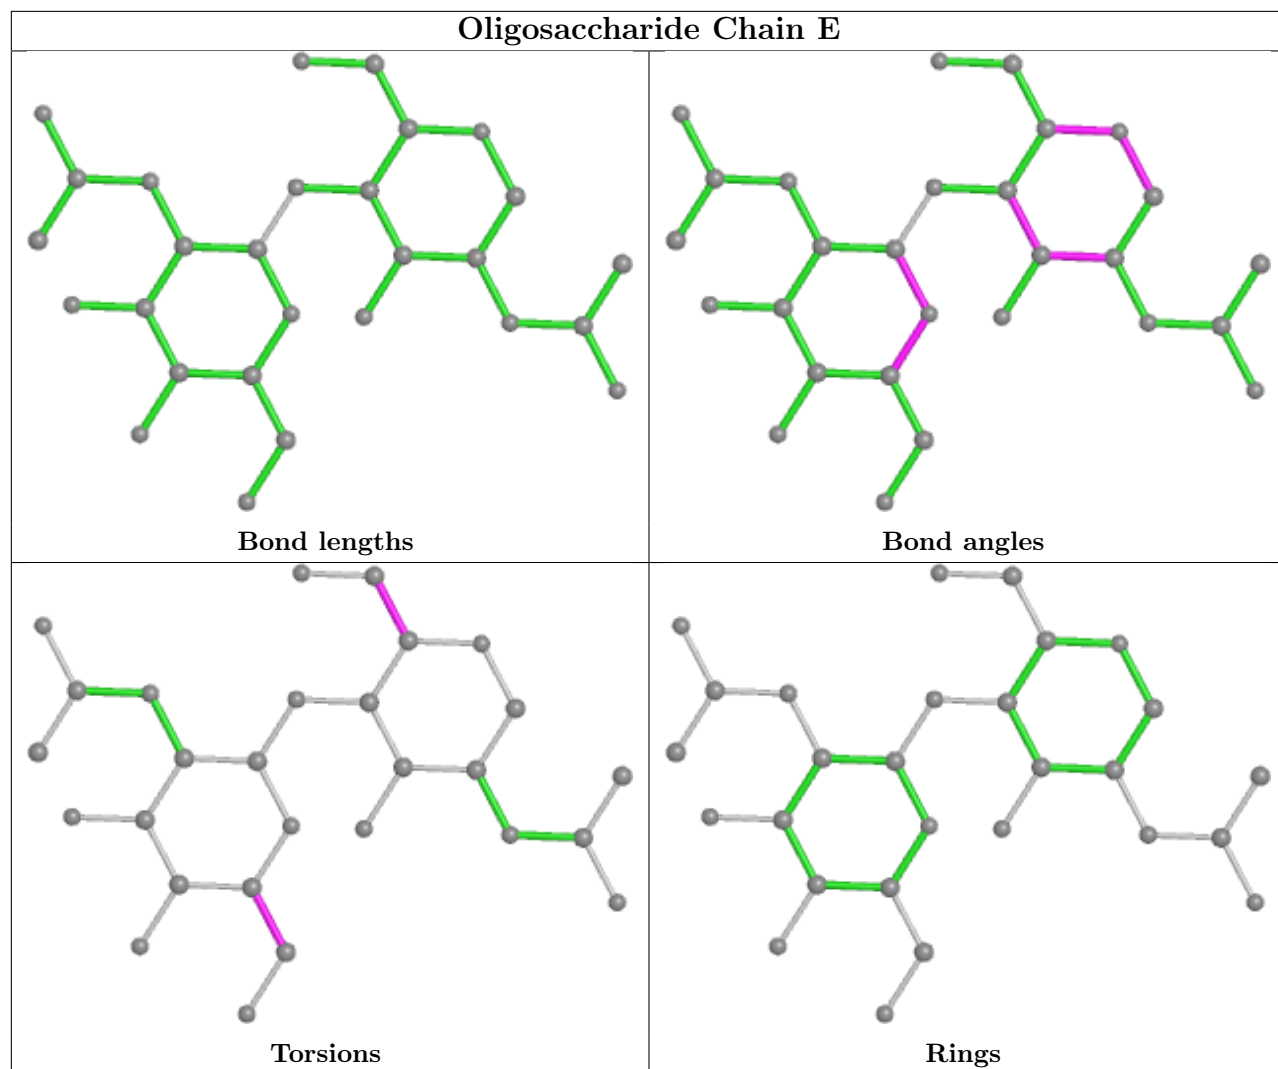 Oligosaccharide Chain E
Bond lengths
Bond angles
Torsions
Rings